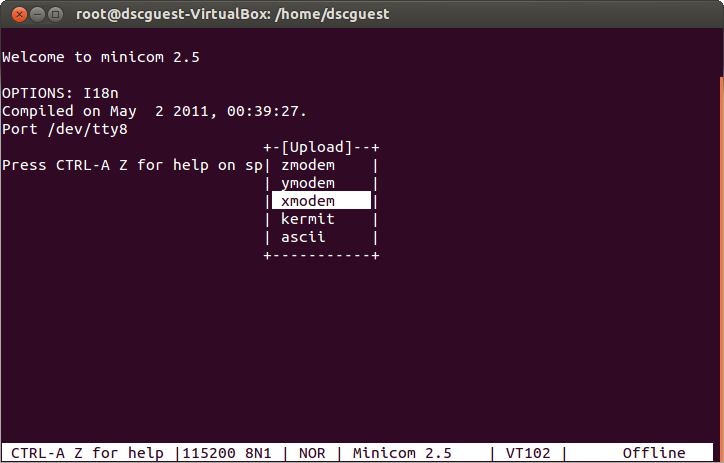 root@dscguest-VirtualBox: /home/dscguest
Welcome to minicom 2.5
OPTIONS: I18n
Compiled on May  2 2011, 00:39:27.
Port /dev/tty8
+-[Upload]--+
Press CTRL-A Z for help on sp| zmodem    |
| ymodem    |
| xmodem    |
| kermit    |
| ascii     |
+-----------+
CTRL-A Z for help |115200 8N1 | NOR | Minicom 2.5    | VT102 |      Offline